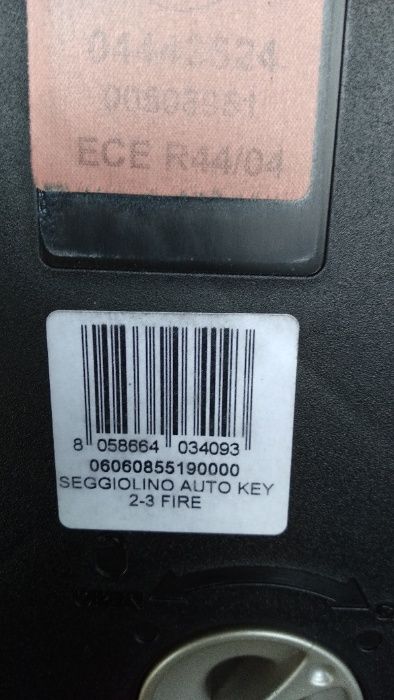 04443524
ECE R44/04
8 058664 034093
06060855190000
SEGGIOLINO AUTO KEY
2-3 FIRE